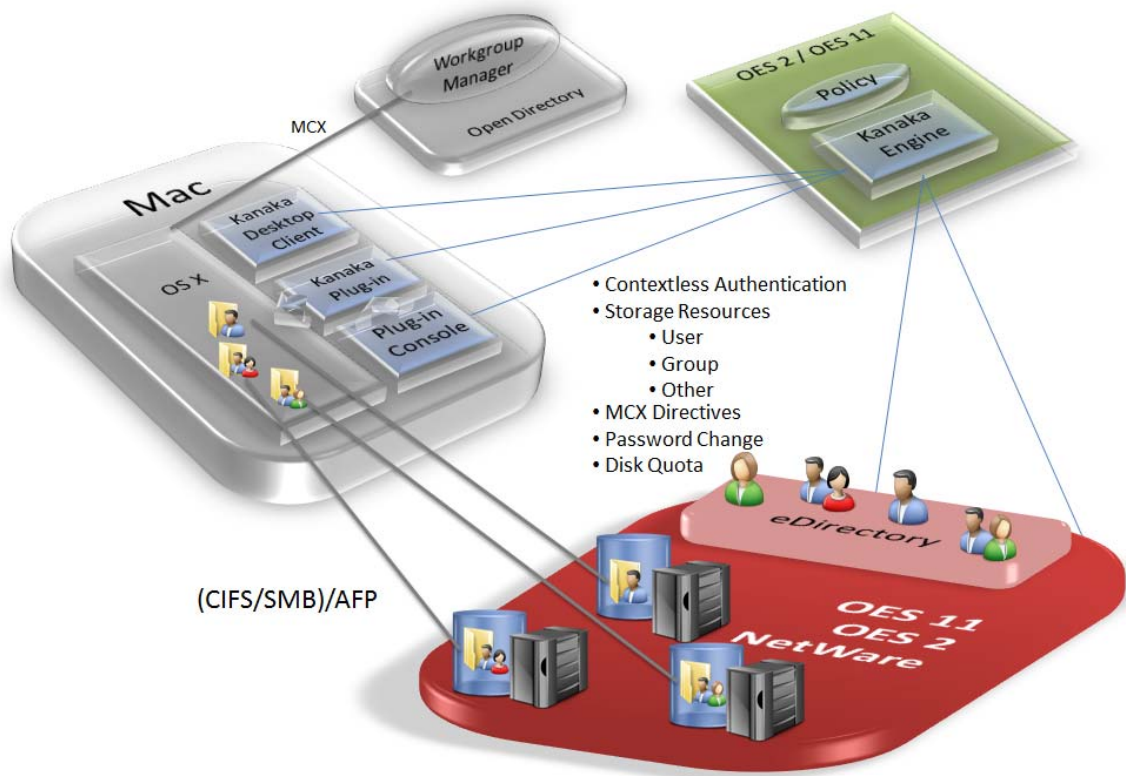 Workgroup
Manager
Open Directory
MCX
OES 2 / OES 11
Policy
Kanaka
Engine
Mac
OS X
Kanaka
Desktop
Client
Kanaka
Plug-in
Plug-in
Console
• Contextless Authentication
• Storage Resources
• User
• Group
• Other
• MCX Directives
• Password Change
• Disk Quota
eDirectory
(CIFS/SMB)/AFP
OES 11
OES 2
NetWare